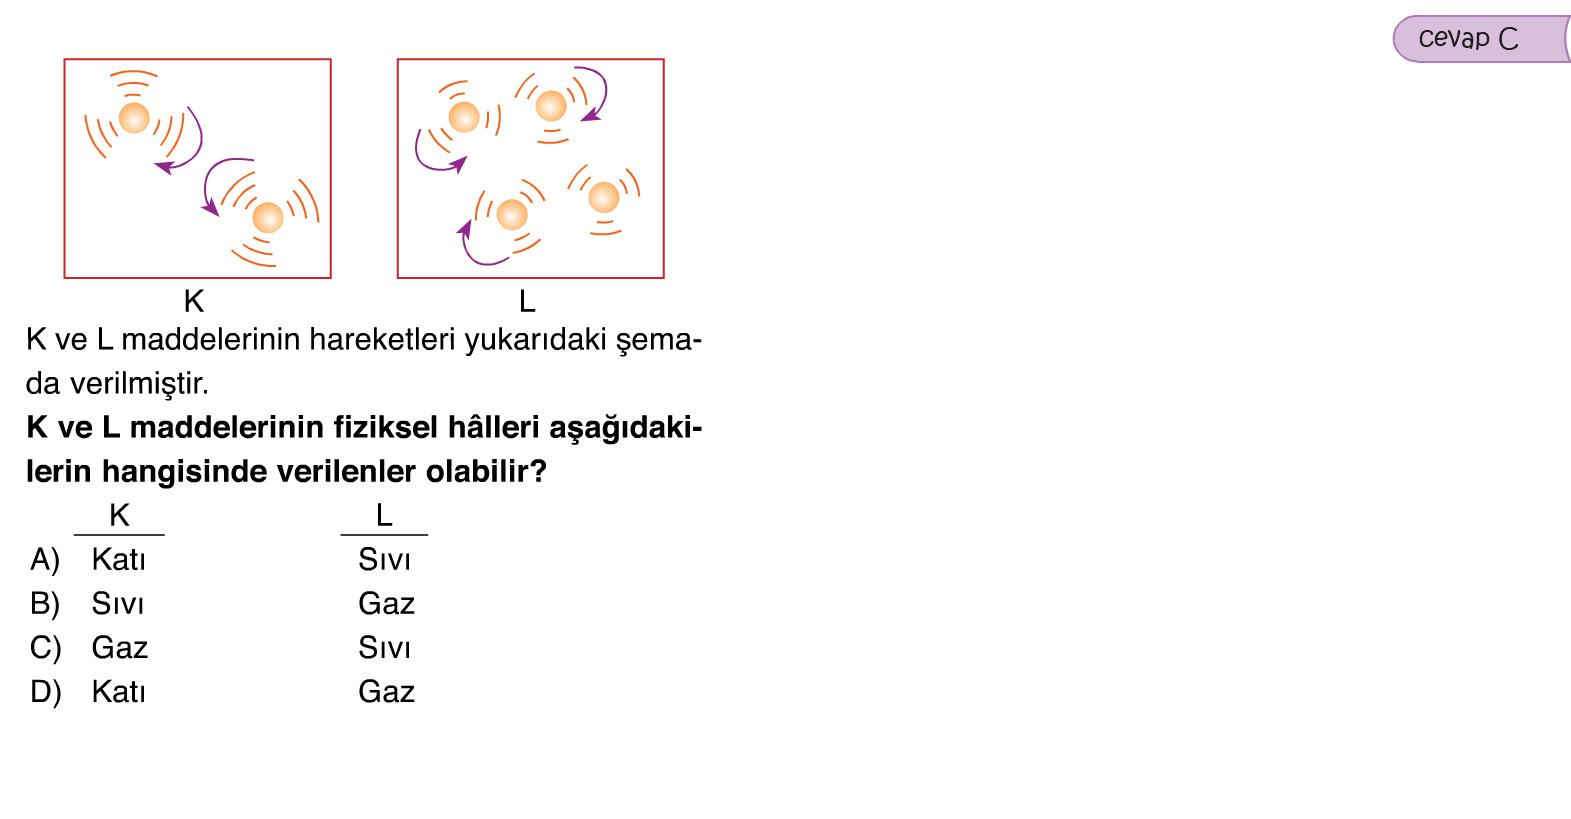 cevap C
K L
K ve L maddelerinin hareketleri yukarıdaki şema-
da verilmiştir.
K ve L maddelerinin fiziksel hâlleri aşağıdaki-
lerin hangisinde verilenler olabilir?
K L
A) Katı Sıvı
B) Sıvı Gaz
C) Gaz Sıvı
D) Katı Gaz